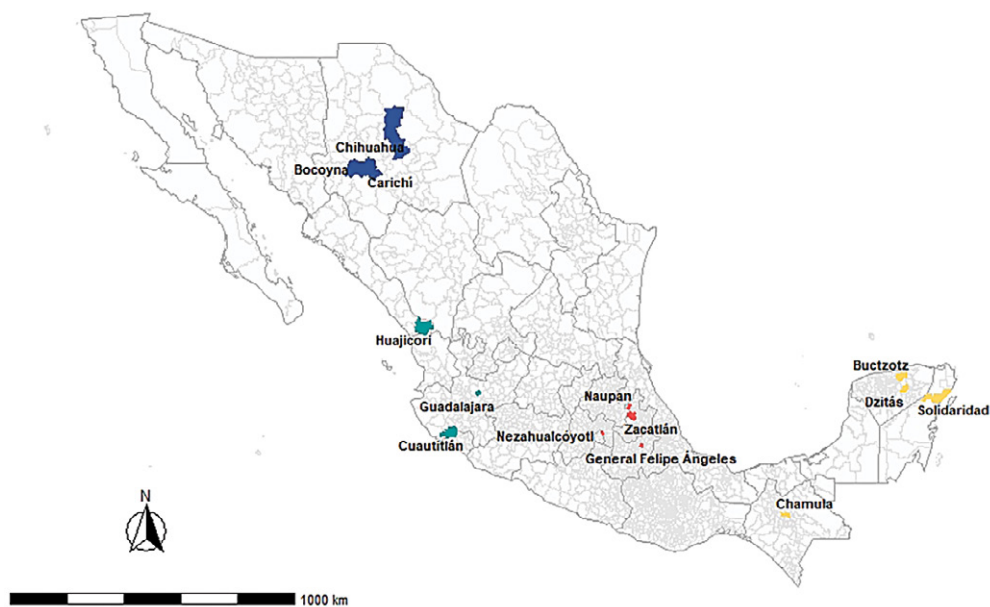 Chihuahua
Bocoyna
Carichí
Huajicorí
Guadalajara
Cuautitlán
Naupan
Zacatlán
Nezahualcóyotl
General Felipe Ángeles
Buctzotz
Dzitás
Solidaridad
Chamula
N
1000 km